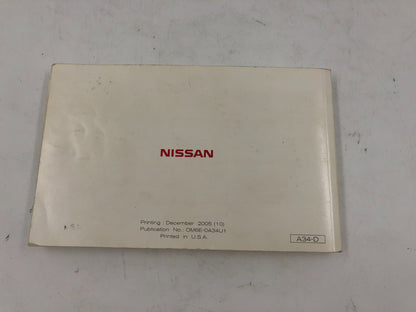 NISSAN
Printing : December 2005 (10)
Publication No.: OM6E-0A34U1
Printed in U.S.A.
A34-D